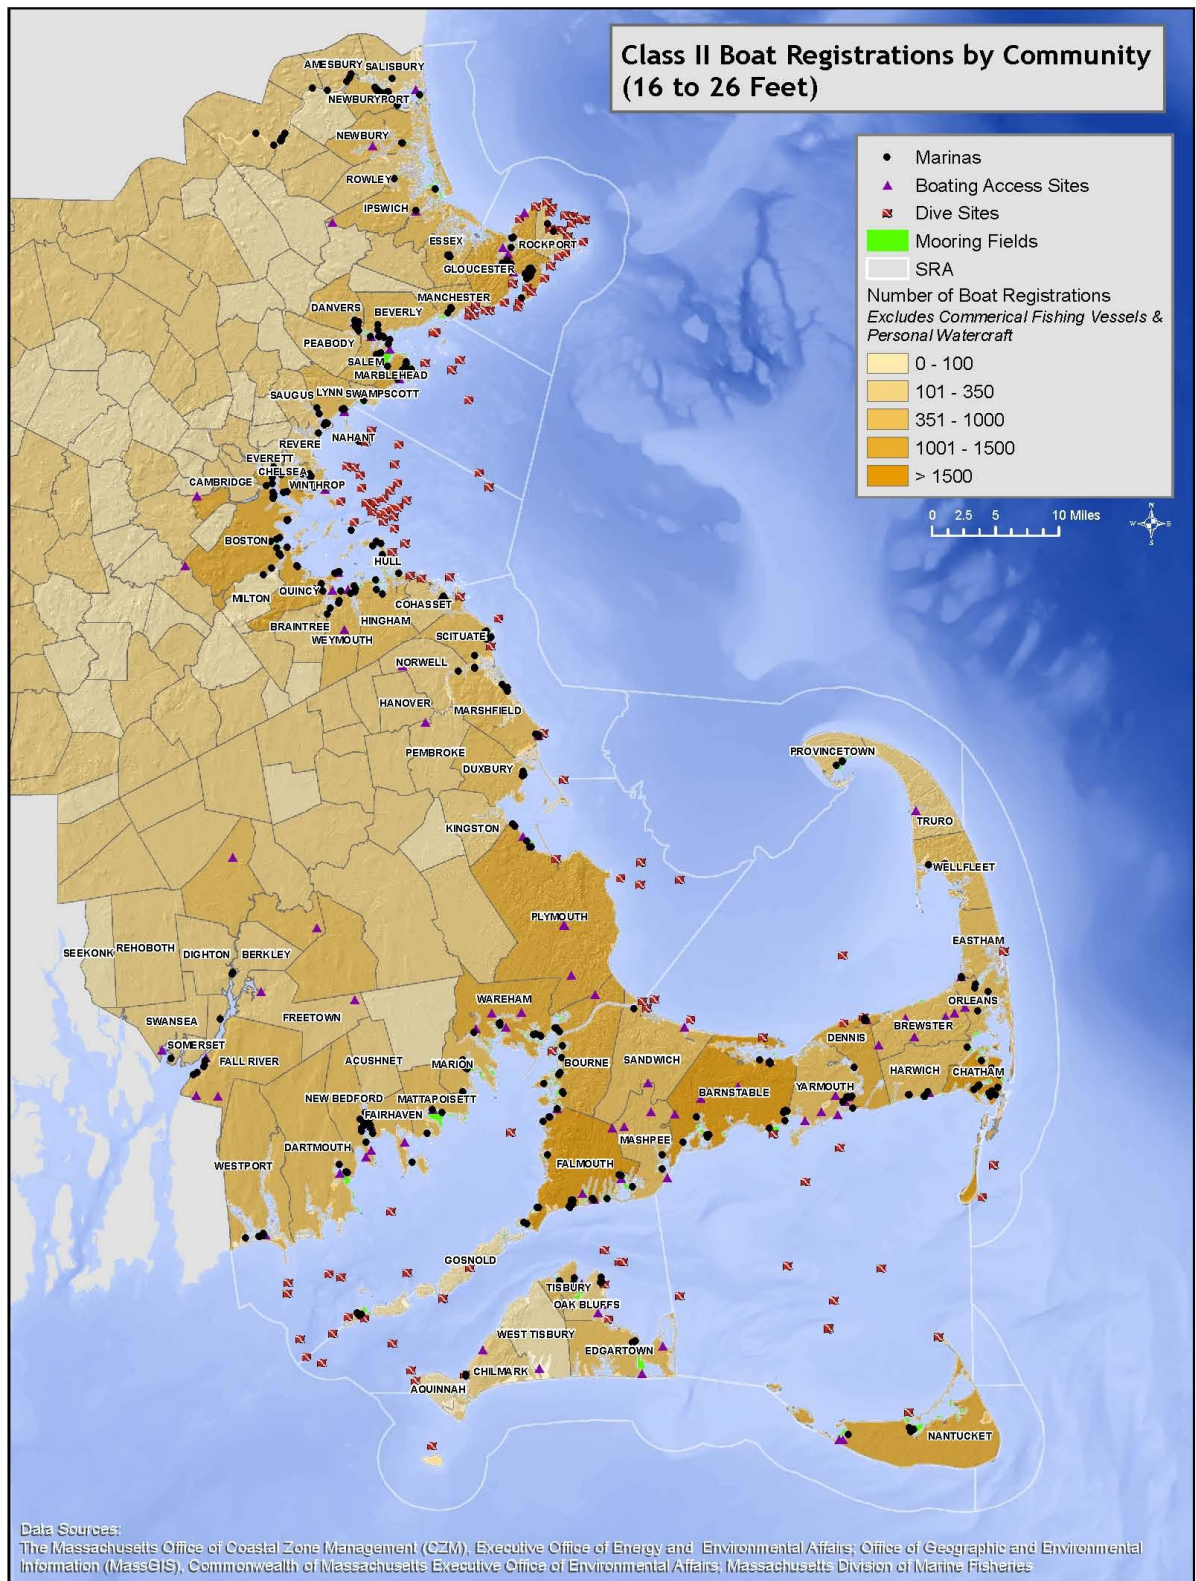 Class II Boat Registrations by Community
(16 to 26 Feet)
Marinas
Boating Access Sites
Dive Sites
Mooring Fields
SRA
Number of Boat Registrations
Excludes Commerical Fishing Vessels &
Personal Watercraft
0 - 100
101 - 350
351 - 1000
1001 - 1500
> 1500
0 2.5 5 10 Miles
N
W E
S
AMESBURY SALISBURY
NEWBURYPORT
NEWBURY
ROWLEY
IPSWICH
ESSEX
ROCKPORT
GLOUCESTER
MANCHESTER
DANVERS
BEVERLY
PEABODY
SALEM
MARBLEHEAD
SAUGUS LYNN SWAMPSCOTT
NAHANT
REVERE
EVERETT
CHELSEA
CAMBRIDGE
WINTHROP
BOSTON
HULL
QUINCY
MILTON
COHASSET
HINGHAM
BRAINTREE
WEYMOUTH
SCITUATE
NORWELL
HANOVER
MARSHFIELD
PEMBROKE
DUXBURY
PROVINCETOWN
TRURO
KINGSTON
WELLFLEET
PLYMOUTH
EASTHAM
SEEKONK REHOBOTH DIGHTON BERKLEY
WAREHAM
ORLEANS
FREETOWN
SWANSEA
BREWSTER
DENNIS
SOMERSET
FALL RIVER
ACUSHNET
MARION
BOURNE
SANDWICH
HARWICH
CHATHAM
YARMOUTH
BARNSTABLE
NEW BEDFORD
MATTAPOISETT
FAIRHAVEN
MASHPEE
DARTMOUTH
WESTPORT
FALMOUTH
GOSNOLD
TISBURY
OAK BLUFFS
WEST TISBURY
EDGARTOWN
CHILMARK
AQUINNAH
NANTUCKET
Data Sources:
The Massachusetts Office of Coastal Zone Management (CZM), Executive Office of Energy and Environmental Affairs; Office of Geographic and Environmental
Information (MassGIS), Commonwealth of Massachusetts Executive Office of Environmental Affairs; Massachusetts Division of Marine Fisheries